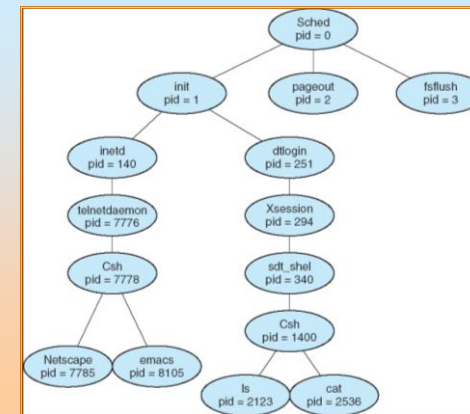 Sched
pid = 0
init
pid = 1
pageout
pid = 2
fsflush
pid = 3
inetd
pid = 140
dtlogin
pid = 251
telnetdaemon
pid = 7776
Xsession
pid = 294
Csh
pid = 7778
sdt_shel
pid = 340
Csh
pid = 1400
Netscape
pid = 7785
emacs
pid = 8105
ls
pid = 2123
cat
pid = 2536